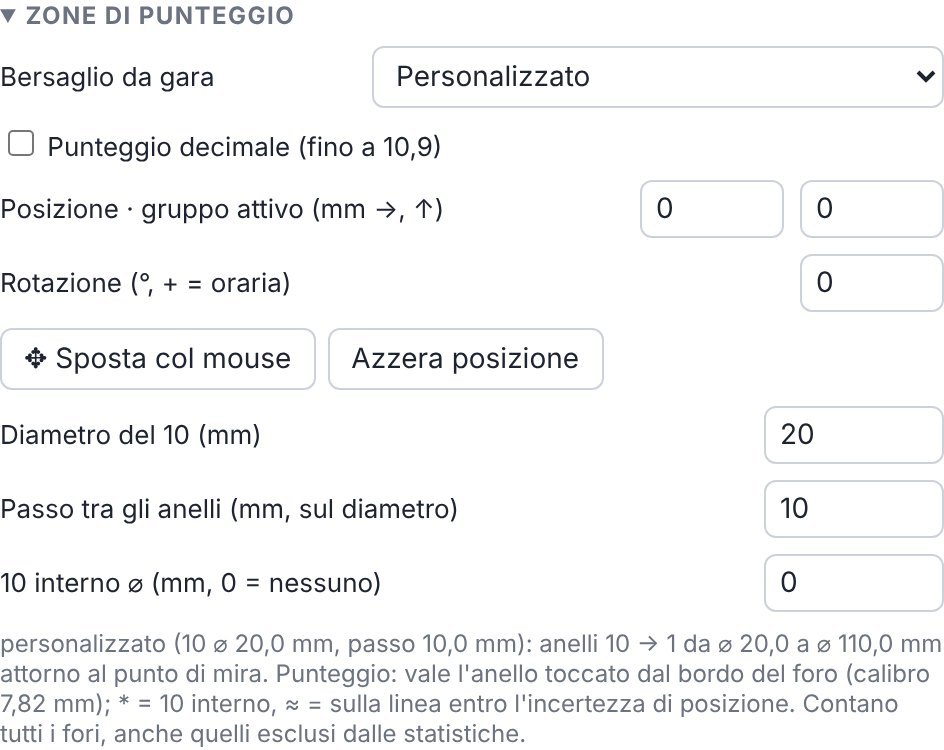 ▼ ZONE DI PUNTEGGIO
Bersaglio da gara Personalizzato
Punteggio decimale (fino a 10,9)
Posizione · gruppo attivo (mm →, ↑) 0 0
Rotazione (°, + = oraria) 0
✥ Sposta col mouse Azzera posizione
Diametro del 10 (mm) 20
Passo tra gli anelli (mm, sul diametro) 10
10 interno ⌀ (mm, 0 = nessuno) 0
personalizzato (10 ⌀ 20,0 mm, passo 10,0 mm): anelli 10 → 1 da ⌀ 20,0 a ⌀ 110,0 mm
attorno al punto di mira. Punteggio: vale l'anello toccato dal bordo del foro (calibro
7,82 mm); * = 10 interno, ≈ = sulla linea entro l'incertezza di posizione. Contano
tutti i fori, anche quelli esclusi dalle statistiche.